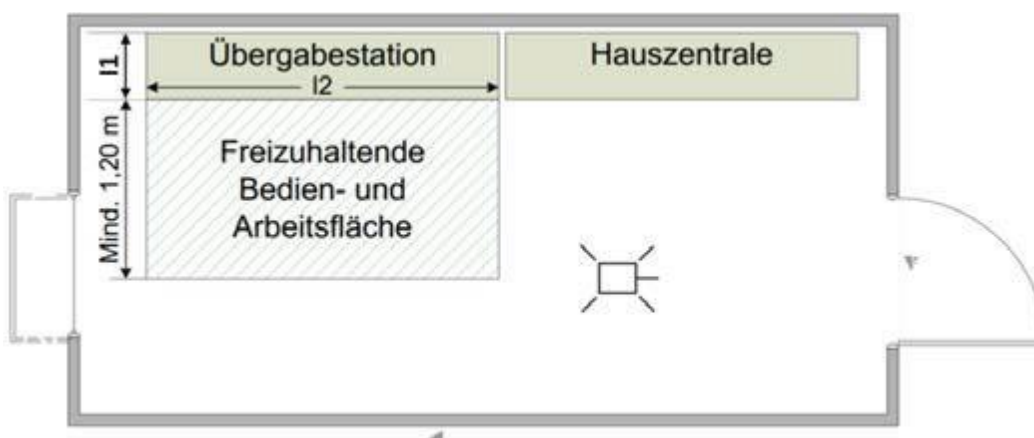 Übergabestation
Hauszentrale
l1
l2
Mind. 1,20 m
Freizuhaltende
Bedien- und
Arbeitsfläche